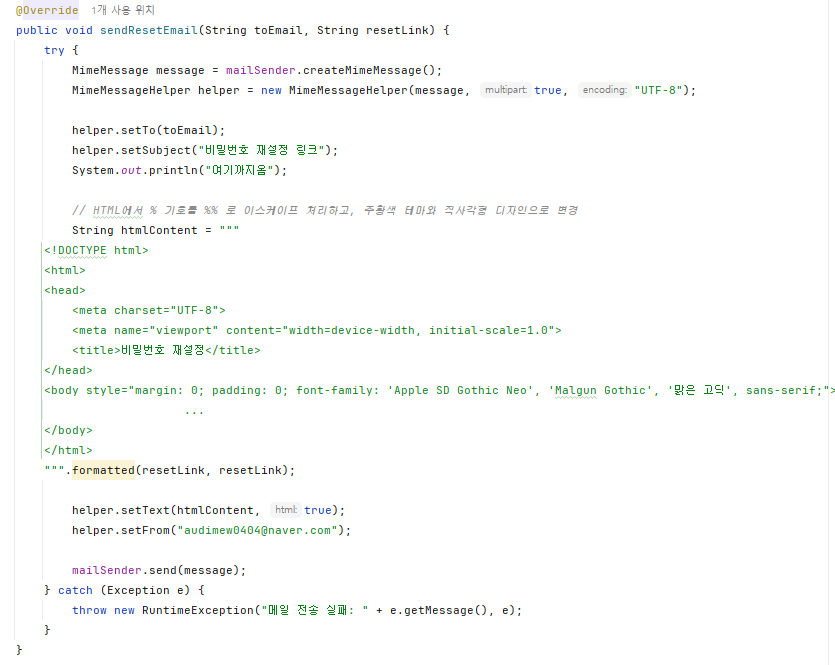 @Override 1개 사용 위치
public void sendResetEmail(String toEmail, String resetLink) {
try {
MimeMessage message = mailSender.createMimeMessage();
MimeMessageHelper helper = new MimeMessageHelper(message, multipart: true, encoding: "UTF-8");
helper.setTo(toEmail);
helper.setSubject("비밀번호 재설정 링크");
System.out.println("여기까지옴");
// HTML에서 % 기호를 %% 로 이스케이프 처리하고, 주황색 테마와 직사각형 디자인으로 변경
String htmlContent = """
<!DOCTYPE html>
<html>
<head>
<meta charset="UTF-8">
<meta name="viewport" content="width=device-width, initial-scale=1.0">
<title>비밀번호 재설정</title>
</head>
<body style="margin: 0; padding: 0; font-family: 'Apple SD Gothic Neo', 'Malgun Gothic', '맑은 고딕', sans-serif;">
...
</body>
</html>
""".formatted(resetLink, resetLink);
helper.setText(htmlContent, html: true);
helper.setFrom("audimew0404@naver.com");
mailSender.send(message);
} catch (Exception e) {
throw new RuntimeException("메일 전송 실패: " + e.getMessage(), e);
}
}